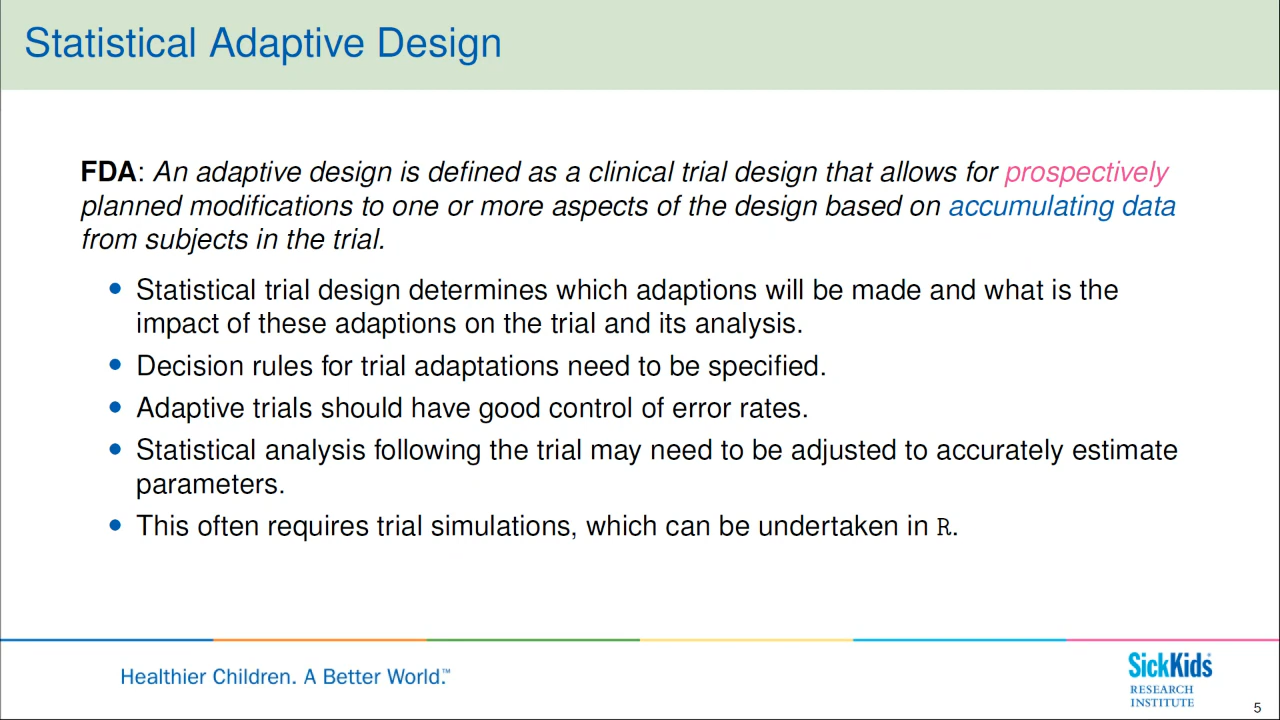 Statistical Adaptive Design
FDA: An adaptive design is defined as a clinical trial design that allows for prospectively
planned modifications to one or more aspects of the design based on accumulating data
from subjects in the trial.
• Statistical trial design determines which adaptions will be made and what is the
impact of these adaptions on the trial and its analysis.
• Decision rules for trial adaptations need to be specified.
• Adaptive trials should have good control of error rates.
• Statistical analysis following the trial may need to be adjusted to accurately estimate
parameters.
• This often requires trial simulations, which can be undertaken in R.
Healthier Children. A Better World.™
SickKids®
RESEARCH
INSTITUTE
5